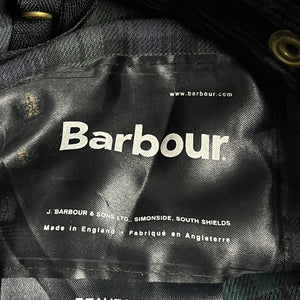 www.barbour.com
Barbour®
J. BARBOUR & SONS LTD., SIMONSIDE, SOUTH SHIELDS
Made in England - Fabriqué en Angleterre